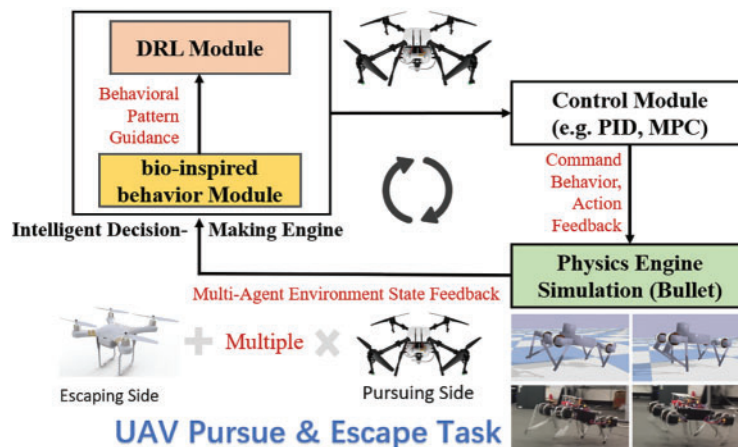 DRL Module
Behavioral
Pattern
Guidance
bio-inspired
behavior Module
Intelligent Decision- Making Engine
Control Module
(e.g. PID, MPC)
Command
Behavior,
Action
Feedback
Physics Engine
Simulation (Bullet)
Multi-Agent Environment State Feedback
Multiple
Escaping Side
Pursuing Side
UAV Pursue & Escape Task